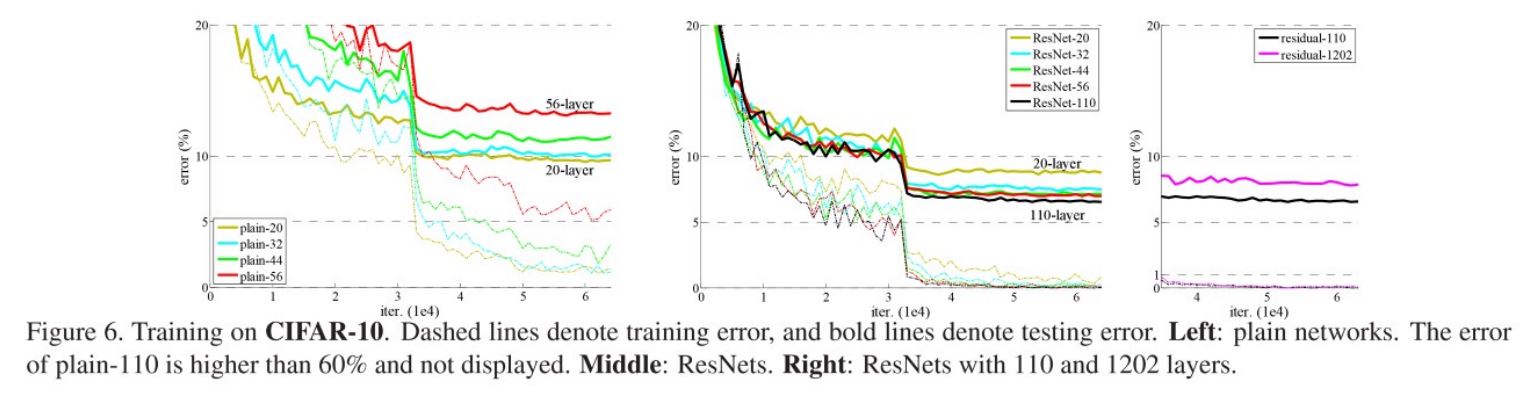 20
10
5
0
error (%)
56-layer
20-layer
plain-20
plain-32
plain-44
plain-56
0 1 2 3 4 5 6
iter. (1e4)
20
10
5
0
error (%)
ResNet-20
ResNet-32
ResNet-44
ResNet-56
ResNet-110
20-layer
110-layer
0 1 2 3 4 5 6
iter. (1e4)
20
10
5
1
0
error (%)
residual-110
residual-1202
4 5 6
iter. (1e4)
Figure 6. Training on CIFAR-10. Dashed lines denote training error, and bold lines denote testing error. Left: plain networks. The error
of plain-110 is higher than 60% and not displayed. Middle: ResNets. Right: ResNets with 110 and 1202 layers.